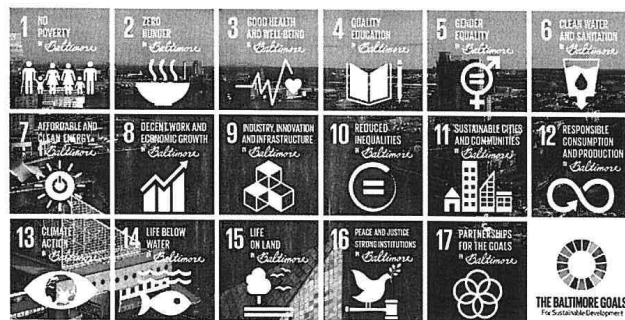 1 NO
POVERTY
in Baltimore
2 ZERO
HUNGER
in Baltimore
3 GOOD HEALTH
AND WELL-BEING
in Baltimore
4 QUALITY
EDUCATION
in Baltimore
5 GENDER
EQUALITY
in Baltimore
6 CLEAN WATER
AND SANITATION
in Baltimore
7 AFFORDABLE AND
CLEAN ENERGY
in Baltimore
8 DECENT WORK AND
ECONOMIC GROWTH
in Baltimore
9 INDUSTRY, INNOVATION
AND INFRASTRUCTURE
in Baltimore
10 REDUCED
INEQUALITIES
in Baltimore
11 SUSTAINABLE CITIES
AND COMMUNITIES
in Baltimore
12 RESPONSIBLE
CONSUMPTION
AND PRODUCTION
in Baltimore
13 CLIMATE
ACTION
in Baltimore
14 LIFE BELOW
WATER
in Baltimore
15 LIFE
ON LAND
in Baltimore
16 PEACE AND JUSTICE
STRONG INSTITUTIONS
in Baltimore
17 PARTNERSHIPS
FOR THE GOALS
in Baltimore
THE BALTIMORE GOALS
For Sustainable Development